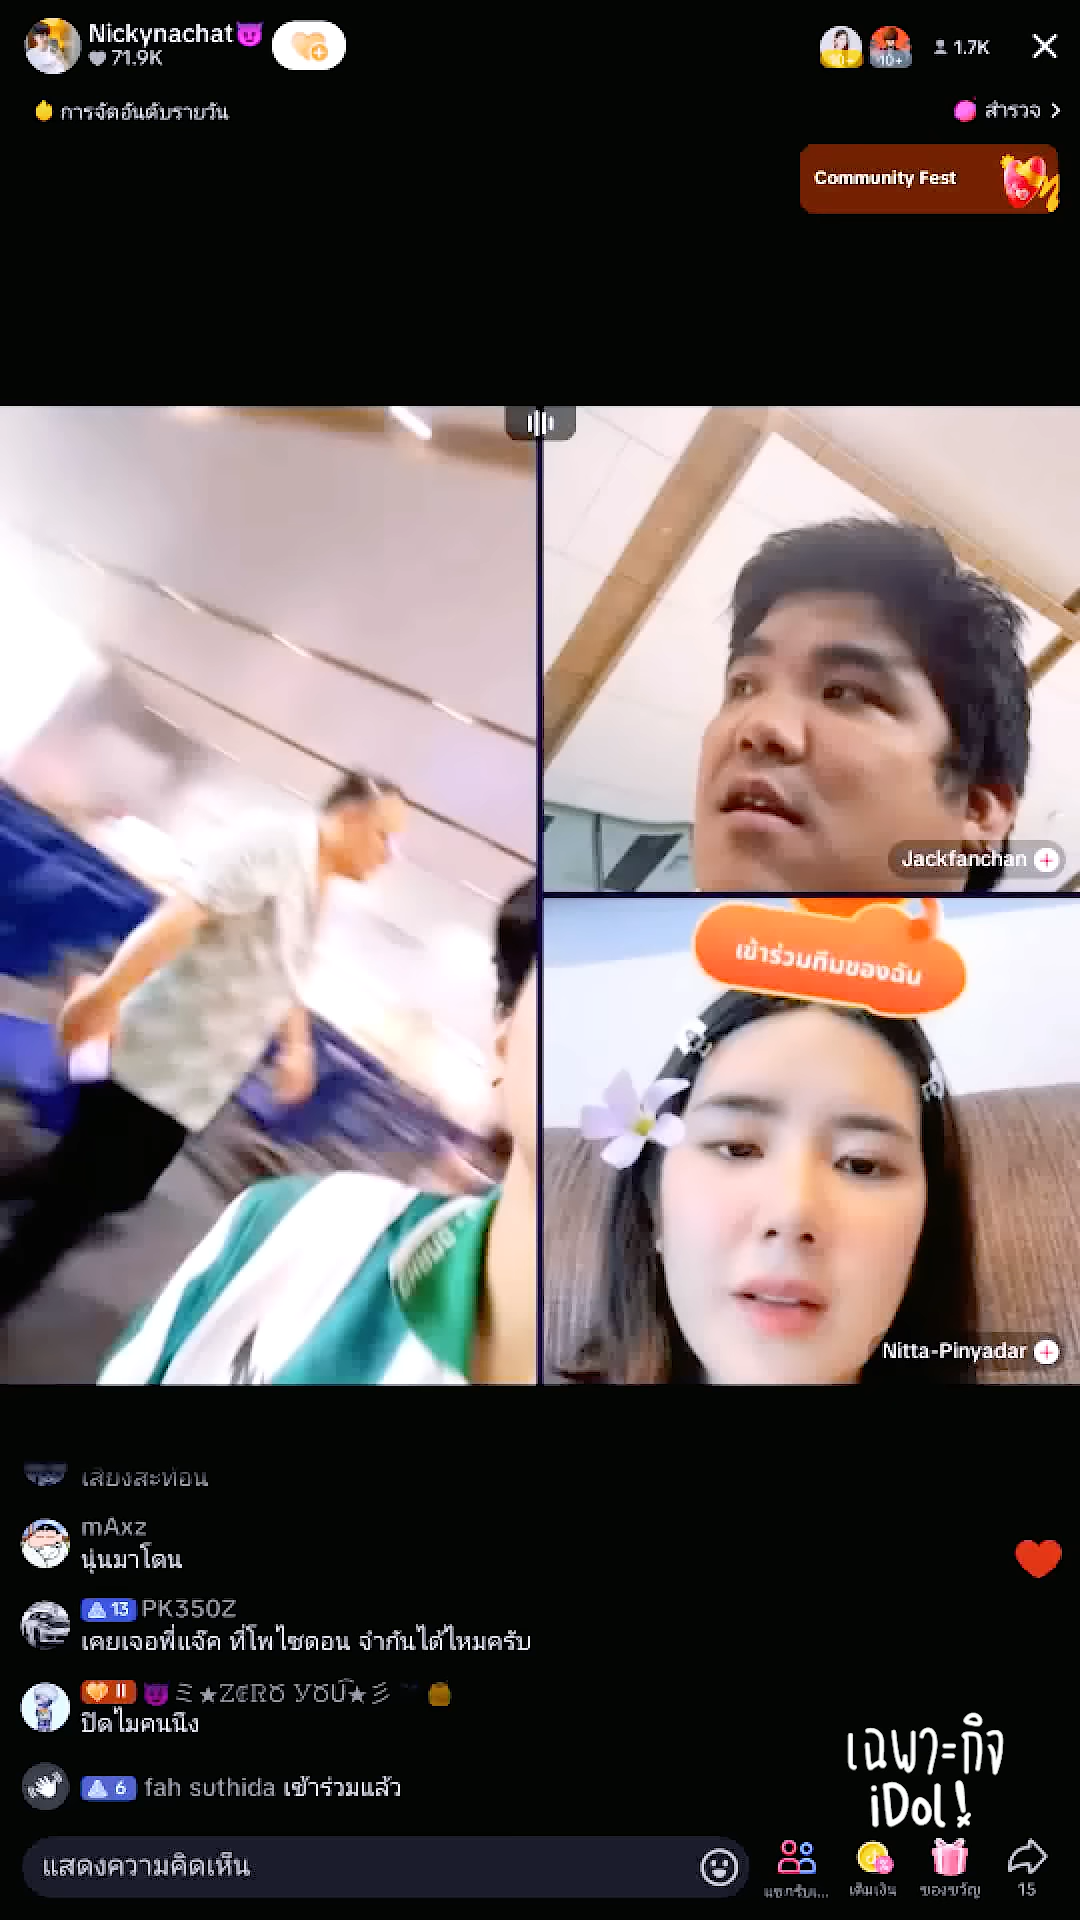 Nickynachat😈
71.9K
10+
10+
1.7K
การจัดอันดับรายวัน
สำรวจ
Community Fest
Jackfanchan
เข้าร่วมทีมของฉัน
Nitta-Pinyadar
เสียงสะท้อน
mAxz
นุ่นมาโดน
13 PK350Z
เคยเจอพี่แจ๊ค ที่โพไซดอน จำกันได้ไหมครับ
ปิดไมคนนึง
6 fah suthida เข้าร่วมแล้ว
เฉพาะกิจ
iDol!
แสดงความคิดเห็น
เติมเงิน
ของขวัญ
15